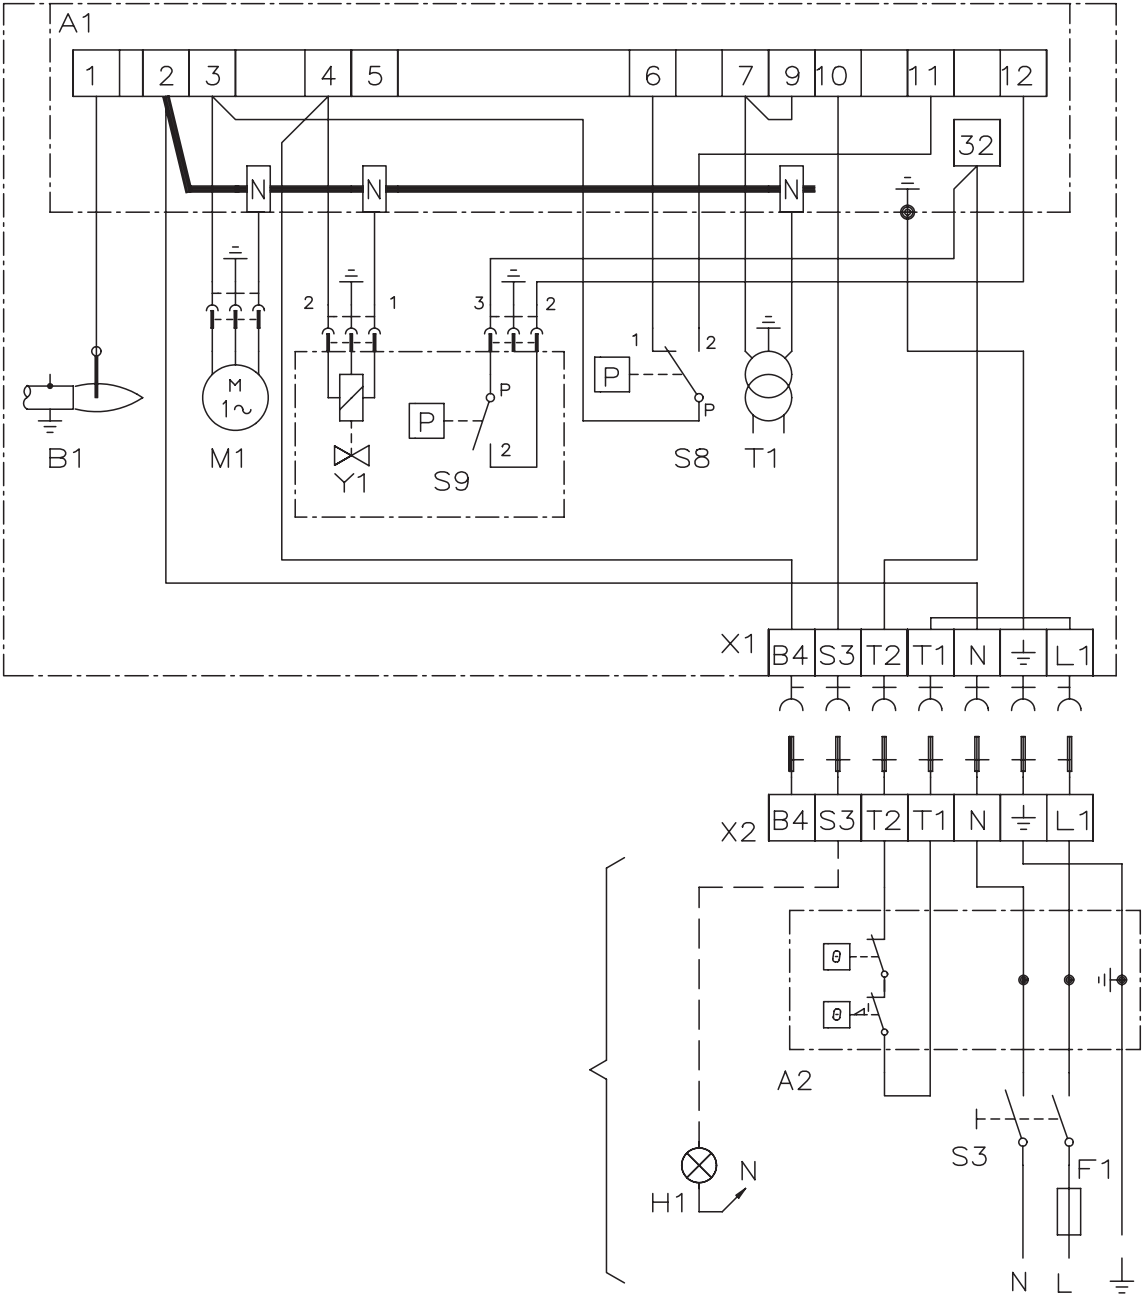 A1
1 2 3 4 5 6 7 9 10 11 12
32
N N N
2 1 3 2
1 2
P P
P P
M
1~
2
B1 M1 Y1 S9 S8 T1
X1 B4 S3 T2 T1 N L1
X2 B4 S3 T2 T1 N L1
θ
θ
A2
S3 F1
H1 N
N L